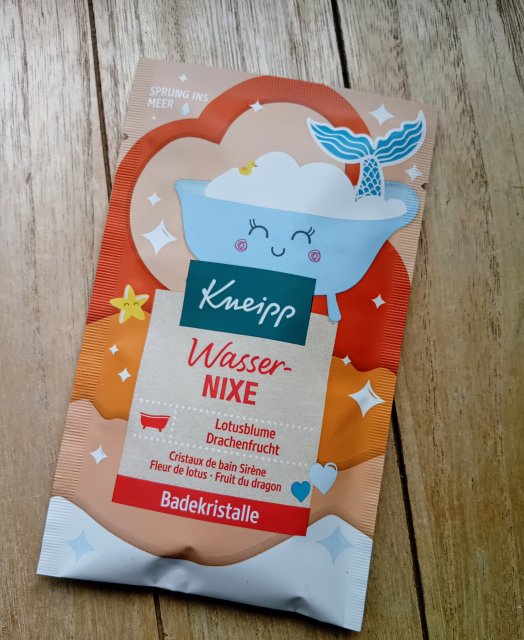 SPRUNG INS
MEER
Kneipp
Wasser-
NIXE
Lotusblume
Drachenfrucht
Cristaux de bain Sirène
Fleur de lotus · Fruit du dragon
Badekristalle